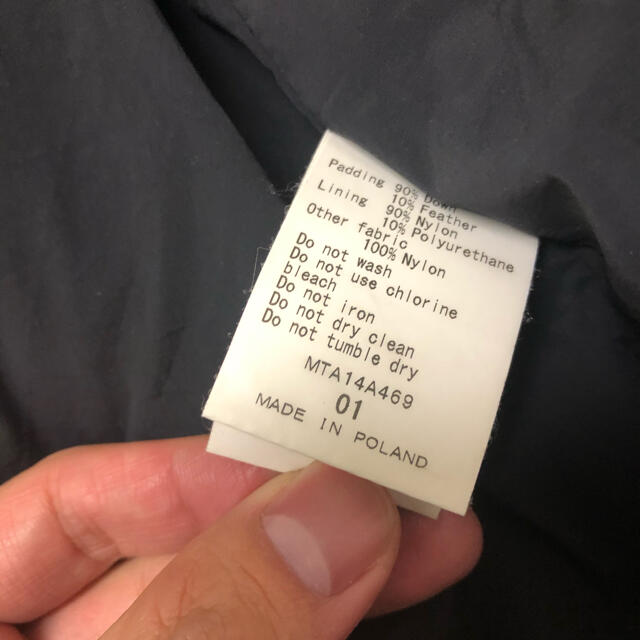 Padding 90% Down
10% Feather
Lining 90% Nylon
10% Polyurethane
Other fabric
100% Nylon
Do not wash
Do not use chlorine
bleach
Do not iron
Do not dry clean
Do not tumble dry
MTA14A469
01
MADE IN POLAND